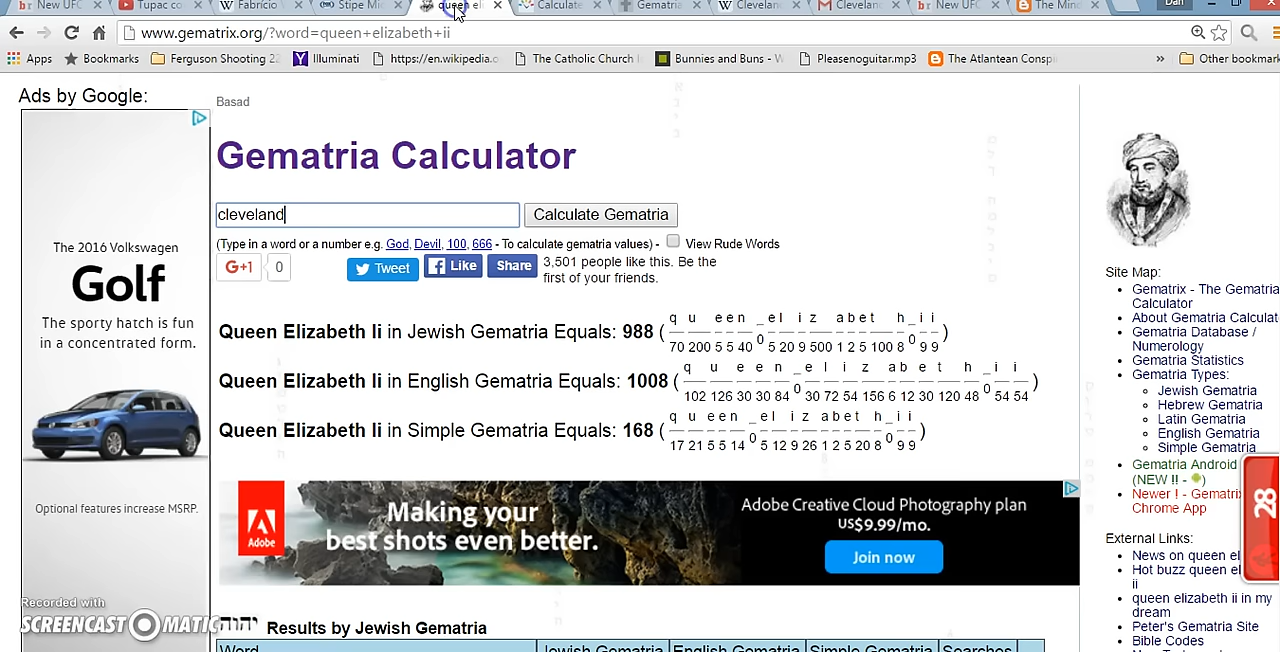 New UFC
Tupac co
Fabrício
Stipe Mi
queen eli
Calculate
Gematria
Cleveland
Clevelan
New UFC
The Mind
Dan
www.gematrix.org/?word=queen+elizabeth+ii
Apps
Bookmarks
Ferguson Shooting 22
Illuminati
https://en.wikipedia.o
The Catholic Church
Bunnies and Buns - W
Pleasenoguitar.mp3
The Atlantean Conspi
»
Other bookmark
Ads by Google:
Basad
Gematria Calculator
cleveland
Calculate Gematria
(Type in a word or a number e.g. God, Devil, 100, 666 - To calculate gematria values) - View Rude Words
G+1
0
Tweet
Like
Share
3,501 people like this. Be the
first of your friends.
The 2016 Volkswagen
Golf
The sporty hatch is fun
in a concentrated form.
Optional features increase MSRP.
q u e e n _ e l i z a b e t h _ i i
Queen Elizabeth Ii in Jewish Gematria Equals: 988 (
70 200 5 5 40 0 5 20 9 500 1 2 5 100 8 0 9 9
)
q u e e n _ e l i z a b e t h _ i i
Queen Elizabeth Ii in English Gematria Equals: 1008 (
102 126 30 30 84 0 30 72 54 156 6 12 30 120 48 0 54 54
)
q u e e n _ e l i z a b e t h _ i i
Queen Elizabeth Ii in Simple Gematria Equals: 168 (
17 21 5 5 14 0 5 12 9 26 1 2 5 20 8 0 9 9
)
Adobe
Making your
best shots even better.
Adobe Creative Cloud Photography plan
US$9.99/mo.
Join now
Recorded with
SCREENCAST MATIC
יהוה
Results by Jewish Gematria
Word
Jewish Gematria
English Gematria
Simple Gematria
Searches
Site Map:
Gematrix - The Gematria
Calculator
About Gematria Calculat
Gematria Database /
Numerology
Gematria Statistics
Gematria Types:
Jewish Gematria
Hebrew Gematria
Latin Gematria
English Gematria
Simple Gematria
Gematria Android
(NEW !! - )
Newer ! - Gematrix
Chrome App
External Links:
News on queen el
Hot buzz queen el
ii
queen elizabeth ii in my
dream
Peter's Gematria Site
Bible Codes
28